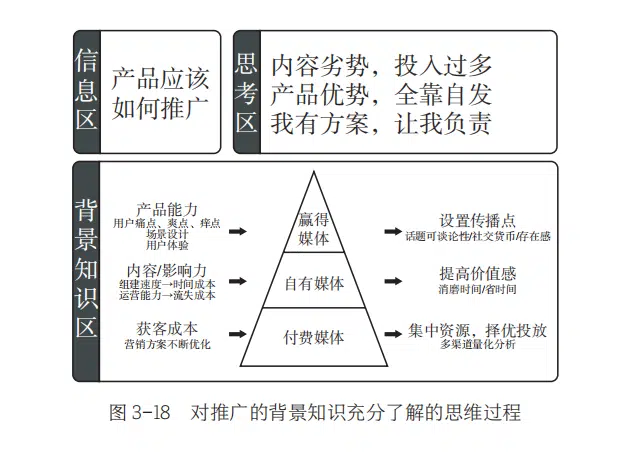 信息区
产品应该
如何推广
思考区
内容劣势，投入过多
产品优势，全靠自发
我有方案，让我负责
背景知识区
产品能力
用户痛点、爽点、痒点
场景设计
用户体验
赢得
媒体
设置传播点
话题可谈论性/社交货币/存在感
内容/影响力
组建速度→时间成本
运营能力→流失成本
自有媒体
提高价值感
消磨时间/省时间
获客成本
营销方案不断优化
付费媒体
集中资源，择优投放
多渠道量化分析
图 3-18 对推广的背景知识充分了解的思维过程